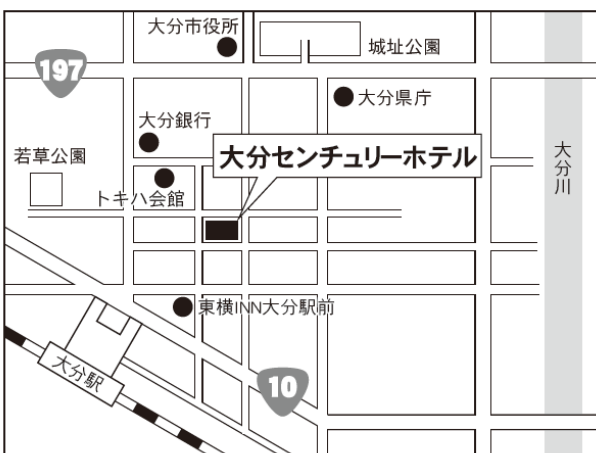 大分市役所
城址公園
197
大分県庁
大分銀行
大分センチュリーホテル
若草公園
大分川
トキハ会館
東横INN大分駅前
大分駅
10